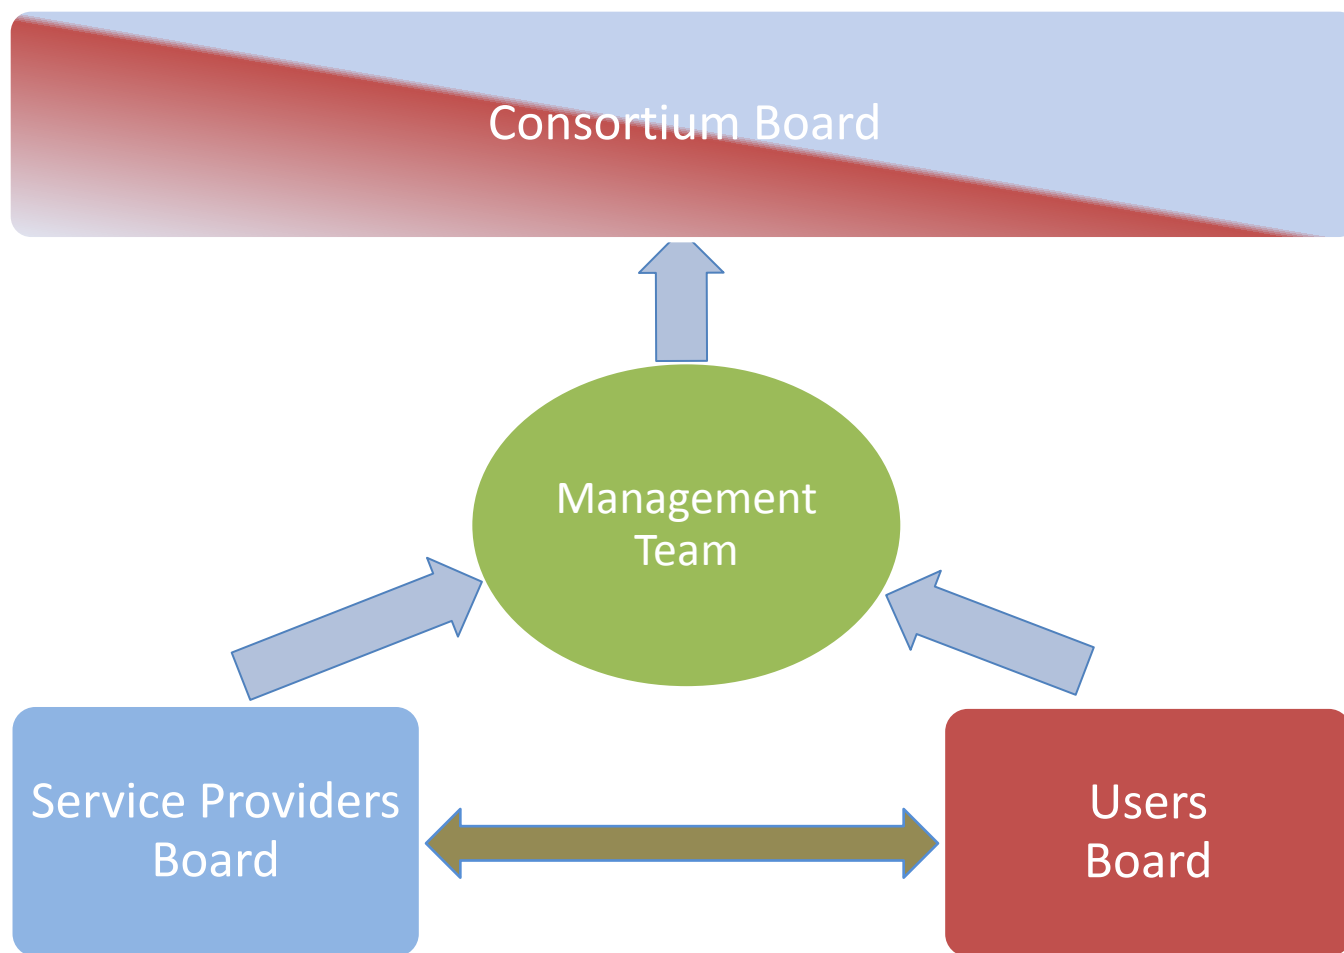 Consortium Board
Management
Team
Service Providers
Board
Users
Board